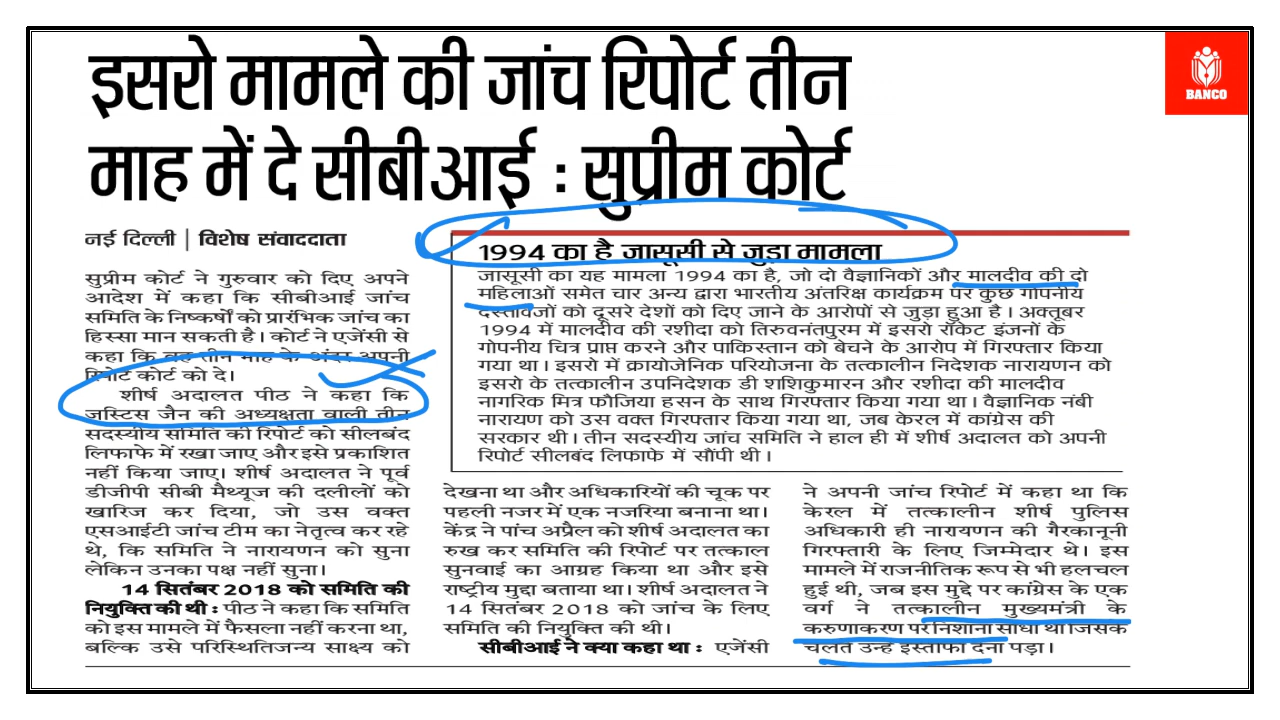 इसरो मामले की जांच रिपोर्ट तीन
माह में दे सीबीआई : सुप्रीम कोर्ट
BANCO
नई दिल्ली | विशेष संवाददाता
सुप्रीम कोर्ट ने गुरुवार को दिए अपने
आदेश में कहा कि सीबीआई जांच
समिति के निष्कर्षों को प्रारंभिक जांच का
हिस्सा मान सकती है। कोर्ट ने एजेंसी से
कहा कि वह तीन माह के अंदर अपनी
रिपोर्ट कोर्ट को दे।
शीर्ष अदालत पीठ ने कहा कि
जस्टिस जैन की अध्यक्षता वाली तीन
सदस्यीय समिति की रिपोर्ट को सीलबंद
लिफाफे में रखा जाए और इसे प्रकाशित
नहीं किया जाए। शीर्ष अदालत ने पूर्व
डीजीपी सीबी मैथ्यूज की दलीलों को
खारिज कर दिया, जो उस वक्त
एसआईटी जांच टीम का नेतृत्व कर रहे
थे, कि समिति ने नारायणन को सुना
लेकिन उनका पक्ष नहीं सुना।
14 सितंबर 2018 को समिति की
नियुक्ति की थी : पीठ ने कहा कि समिति
को इस मामले में फैसला नहीं करना था,
बल्कि उसे परिस्थितिजन्य साक्ष्य को
1994 का है जासूसी से जुड़ा मामला
जासूसी का यह मामला 1994 का है, जो दो वैज्ञानिकों और मालदीव की दो
महिलाओं समेत चार अन्य द्वारा भारतीय अंतरिक्ष कार्यक्रम पर कुछ गोपनीय
दस्तावेजों को दूसरे देशों को दिए जाने के आरोपों से जुड़ा हुआ है। अक्तूबर
1994 में मालदीव की रशीदा को तिरुवनंतपुरम में इसरो रॉकेट इंजनों के
गोपनीय चित्र प्राप्त करने और पाकिस्तान को बेचने के आरोप में गिरफ्तार किया
गया था। इसरो में क्रायोजेनिक परियोजना के तत्कालीन निदेशक नारायणन को
इसरो के तत्कालीन उपनिदेशक डी शशिकुमारन और रशीदा की मालदीव
नागरिक मित्र फौजिया हसन के साथ गिरफ्तार किया गया था। वैज्ञानिक नंबी
नारायण को उस वक्त गिरफ्तार किया गया था, जब केरल में कांग्रेस की
सरकार थी। तीन सदस्यीय जांच समिति ने हाल ही में शीर्ष अदालत को अपनी
रिपोर्ट सीलबंद लिफाफे में सौंपी थी।
देखना था और अधिकारियों की चूक पर
पहली नजर में एक नजरिया बनाना था।
केंद्र ने पांच अप्रैल को शीर्ष अदालत का
रुख कर समिति की रिपोर्ट पर तत्काल
सुनवाई का आग्रह किया था और इसे
राष्ट्रीय मुद्दा बताया था। शीर्ष अदालत ने
14 सितंबर 2018 को जांच के लिए
समिति की नियुक्ति की थी।
सीबीआई ने क्या कहा था : एजेंसी
ने अपनी जांच रिपोर्ट में कहा था कि
केरल में तत्कालीन शीर्ष पुलिस
अधिकारी ही नारायणन की गैरकानूनी
गिरफ्तारी के लिए जिम्मेदार थे। इस
मामले में राजनीतिक रूप से भी हलचल
हुई थी, जब इस मुद्दे पर कांग्रेस के एक
वर्ग ने तत्कालीन मुख्यमंत्री के
करुणाकरण पर निशाना साधा था जिसके
चलते उन्हें इस्तीफा देना पड़ा।